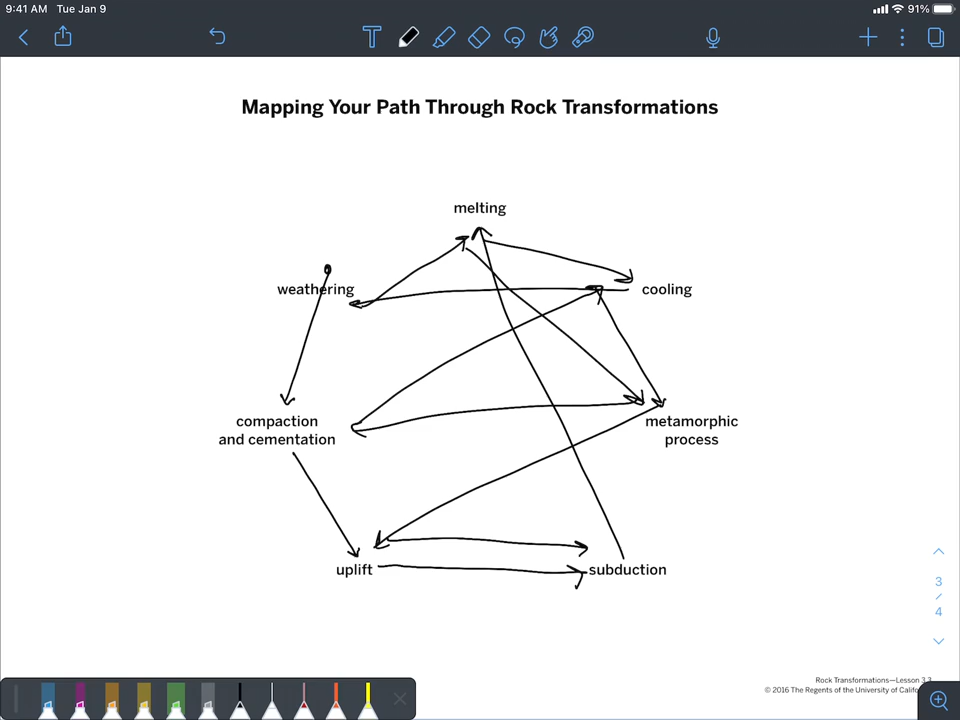 9:41 AM Tue Jan 9
91%
Mapping Your Path Through Rock Transformations
melting
weathering
cooling
compaction
and cementation
metamorphic
process
uplift
subduction
3
/
4
Rock Transformations—Lesson 3.3
© 2016 The Regents of the University of